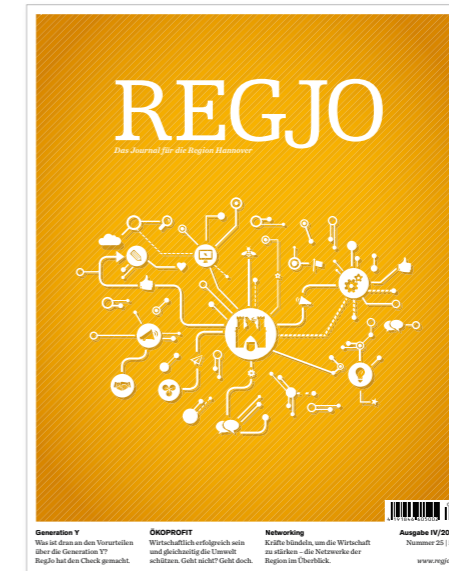 REGJO
Das Journal für die Region Hannover
Generation Y
Was ist dran an den Vorurteilen
über die Generation Y?
RegJo hat den Check gemacht.
ÖKOPROFIT
Wirtschaftlich erfolgreich sein
und gleichzeitig die Umwelt
schützen. Geht nicht? Geht doch.
Networking
Kräfte bündeln, um die Wirtschaft
zu stärken – die Netzwerke der
Region im Überblick.
Ausgabe IV/20
Nummer 25 |
www.regjo